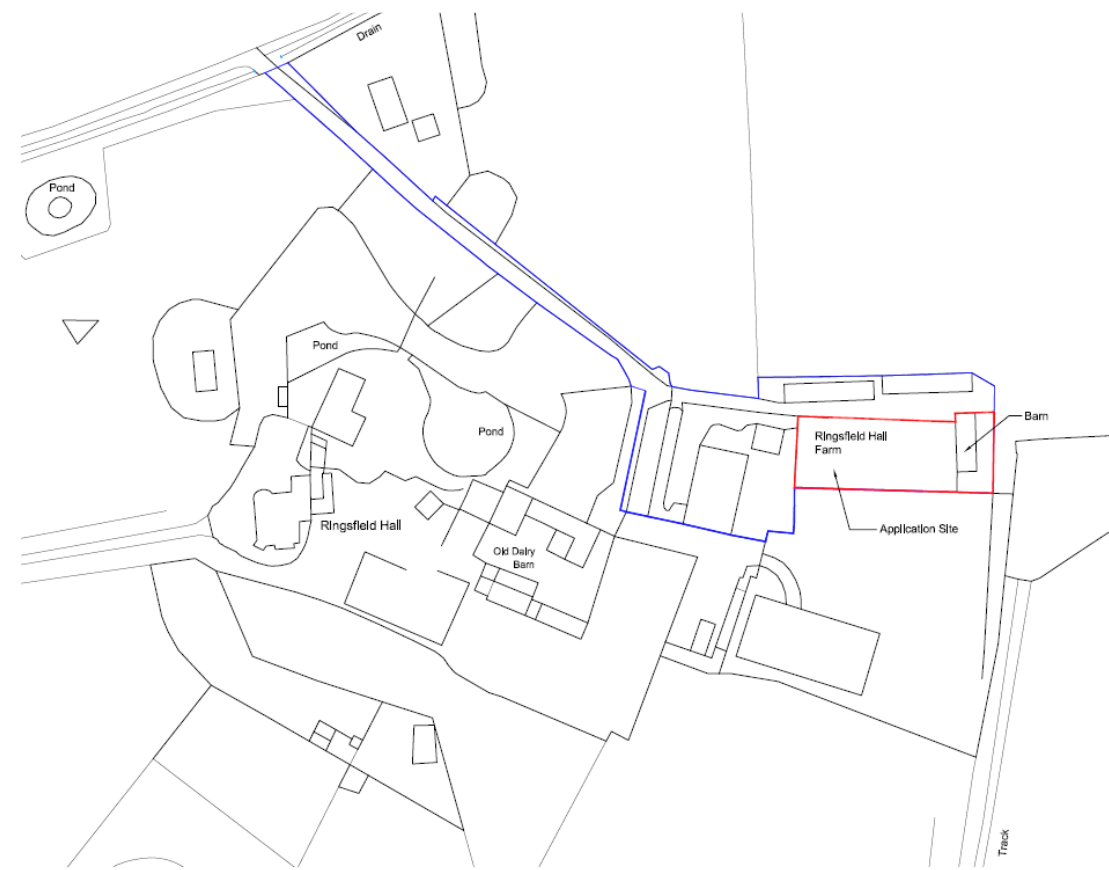 Drain
Pond
Pond
Barn
Pond
Ringsfield Hall
Farm
Ringsfield Hall
Application Site
Old Dairy
Barn
Track